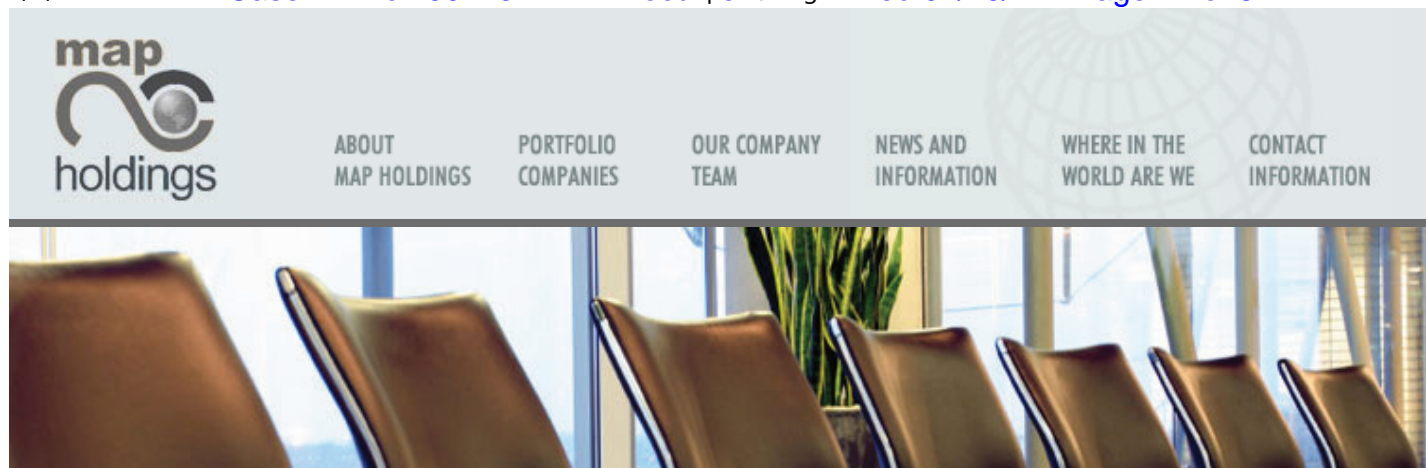 map
holdings
ABOUT
MAP HOLDINGS
PORTFOLIO
COMPANIES
OUR COMPANY
TEAM
NEWS AND
INFORMATION
WHERE IN THE
WORLD ARE WE
CONTACT
INFORMATION